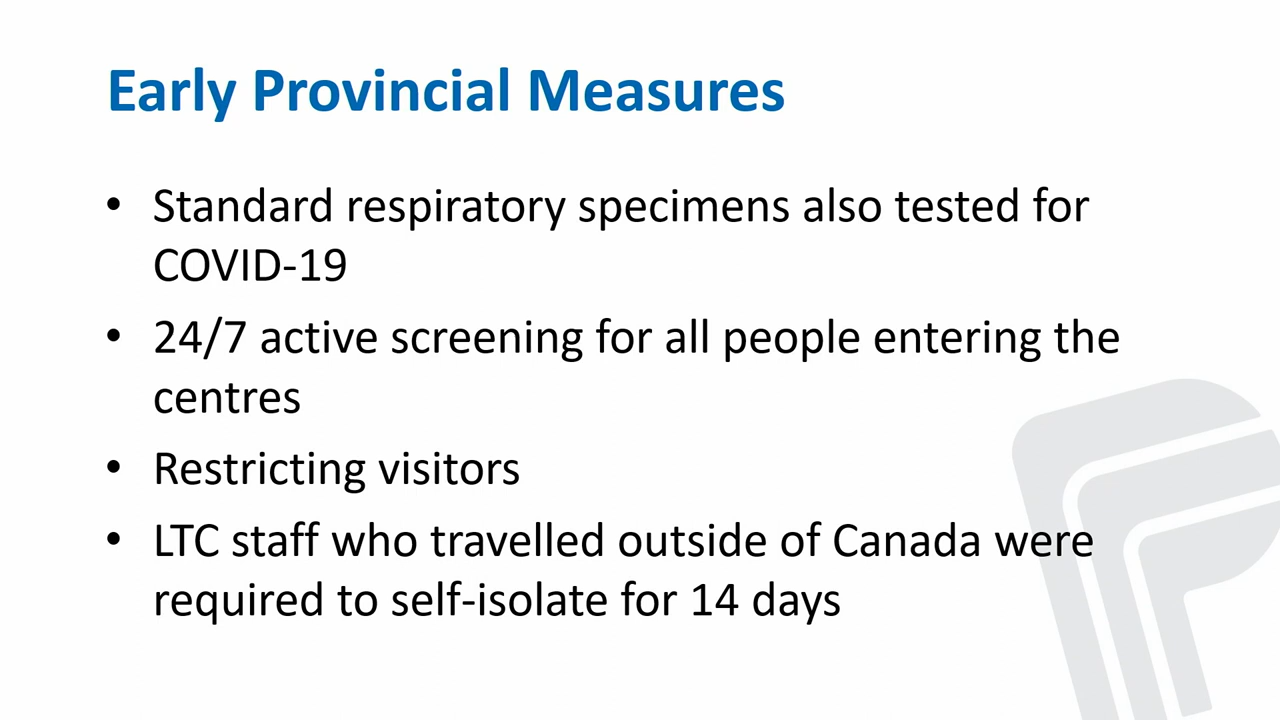 Early Provincial Measures
• Standard respiratory specimens also tested for
COVID-19
• 24/7 active screening for all people entering the
centres
• Restricting visitors
• LTC staff who travelled outside of Canada were
required to self-isolate for 14 days